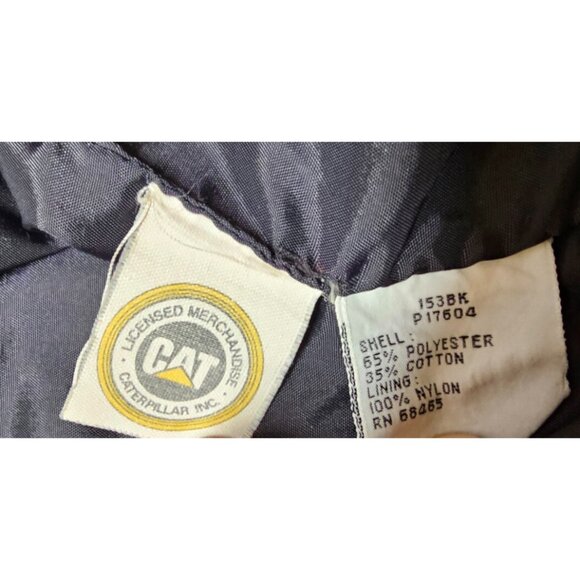 LICENSED MERCHANDISE
CAT
CATERPILLAR INC.
153BK
P17604
SHELL:
65% POLYESTER
35% COTTON
LINING:
100% NYLON
RN 68465